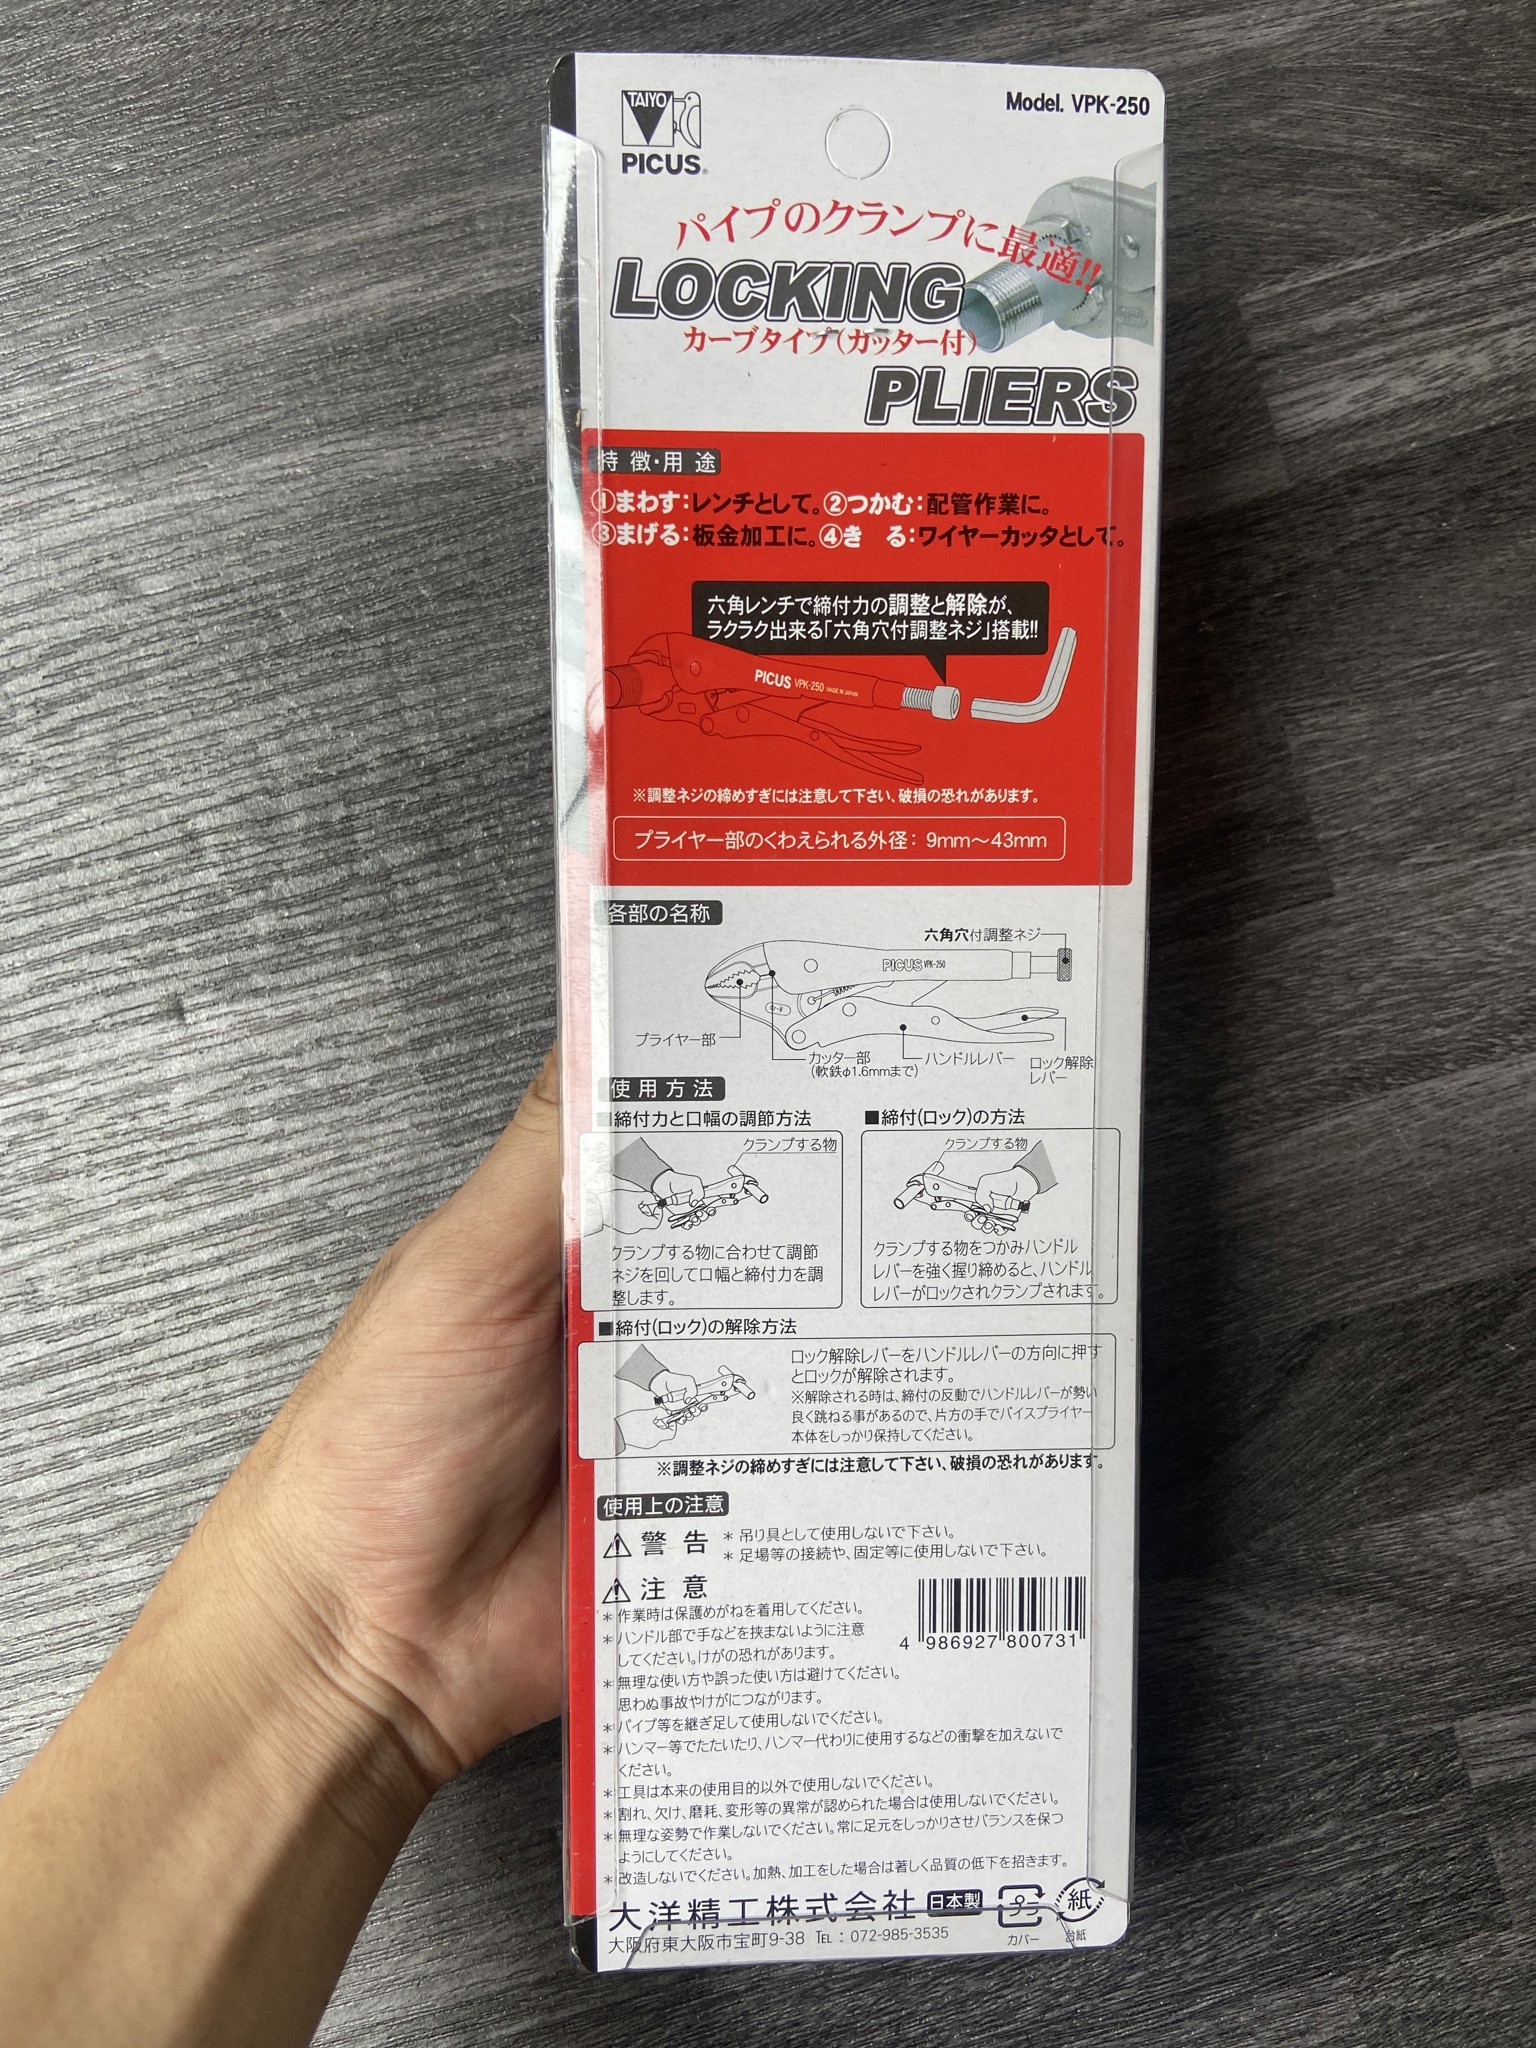 TAIYO
PICUS®
Model. VPK-250
パイプのクランプに最適!!
LOCKING
カーブタイプ(カッター付)
PLIERS
特徴・用途
①まわす:レンチとして。②つかむ:配管作業に。
③まげる:板金加工に。④き る:ワイヤーカッタとして。
六角レンチで締付力の調整と解除が、
ラクラク出来る「六角穴付調整ネジ」搭載!!
PICUS VPK-250 MADE IN JAPAN
※調整ネジの締めすぎには注意して下さい、破損の恐れがあります。
プライヤー部のくわえられる外径: 9mm〜43mm
各部の名称
六角穴付調整ネジ
PICUS VPK-250
Cr-V
プライヤー部
カッター部
(軟鉄φ1.6mmまで)
ハンドルレバー
ロック解除
レバー
使用方法
■締付力と口幅の調節方法
クランプする物
クランプする物に合わせて調節
ネジを回して口幅と締付力を調
整します。
■締付(ロック)の方法
クランプする物
クランプする物をつかみハンドル
レバーを強く握り締めると、ハンドル
レバーがロックされクランプされます。
■締付(ロック)の解除方法
ロック解除レバーをハンドルレバーの方向に押す
とロックが解除されます。
※解除される時は、締付の反動でハンドルレバーが勢い
良く跳ねる事があるので、片方の手でバイスプライヤー
本体をしっかり保持してください。
※調整ネジの締めすぎには注意して下さい、破損の恐れがあります。
使用上の注意
⚠警告
*吊り具として使用しないで下さい。
*足場等の接続や、固定等に使用しないで下さい。
⚠注意
*作業時は保護めがねを着用してください。
*ハンドル部で手などを挟まないように注意
してください。けがの恐れがあります。
*無理な使い方や誤った使い方は避けてください。
思わぬ事故やけがにつながります。
*パイプ等を継ぎ足して使用しないでください。
*ハンマー等でたたいたり、ハンマー代わりに使用するなどの衝撃を加えないで
ください。
*工具は本来の使用目的以外で使用しないでください。
*割れ、欠け、磨耗、変形等の異常が認められた場合は使用しないでください。
*無理な姿勢で作業しないでください。常に足元をしっかりさせバランスを保つ
ようにしてください。
*改造しないでください。加熱、加工をした場合は著しく品質の低下を招きます。
4 986927 800731
大洋精工株式会社 日本製
大阪府東大阪市宝町9-38 TEL : 072-985-3535
プラ
カバー
紙
台紙